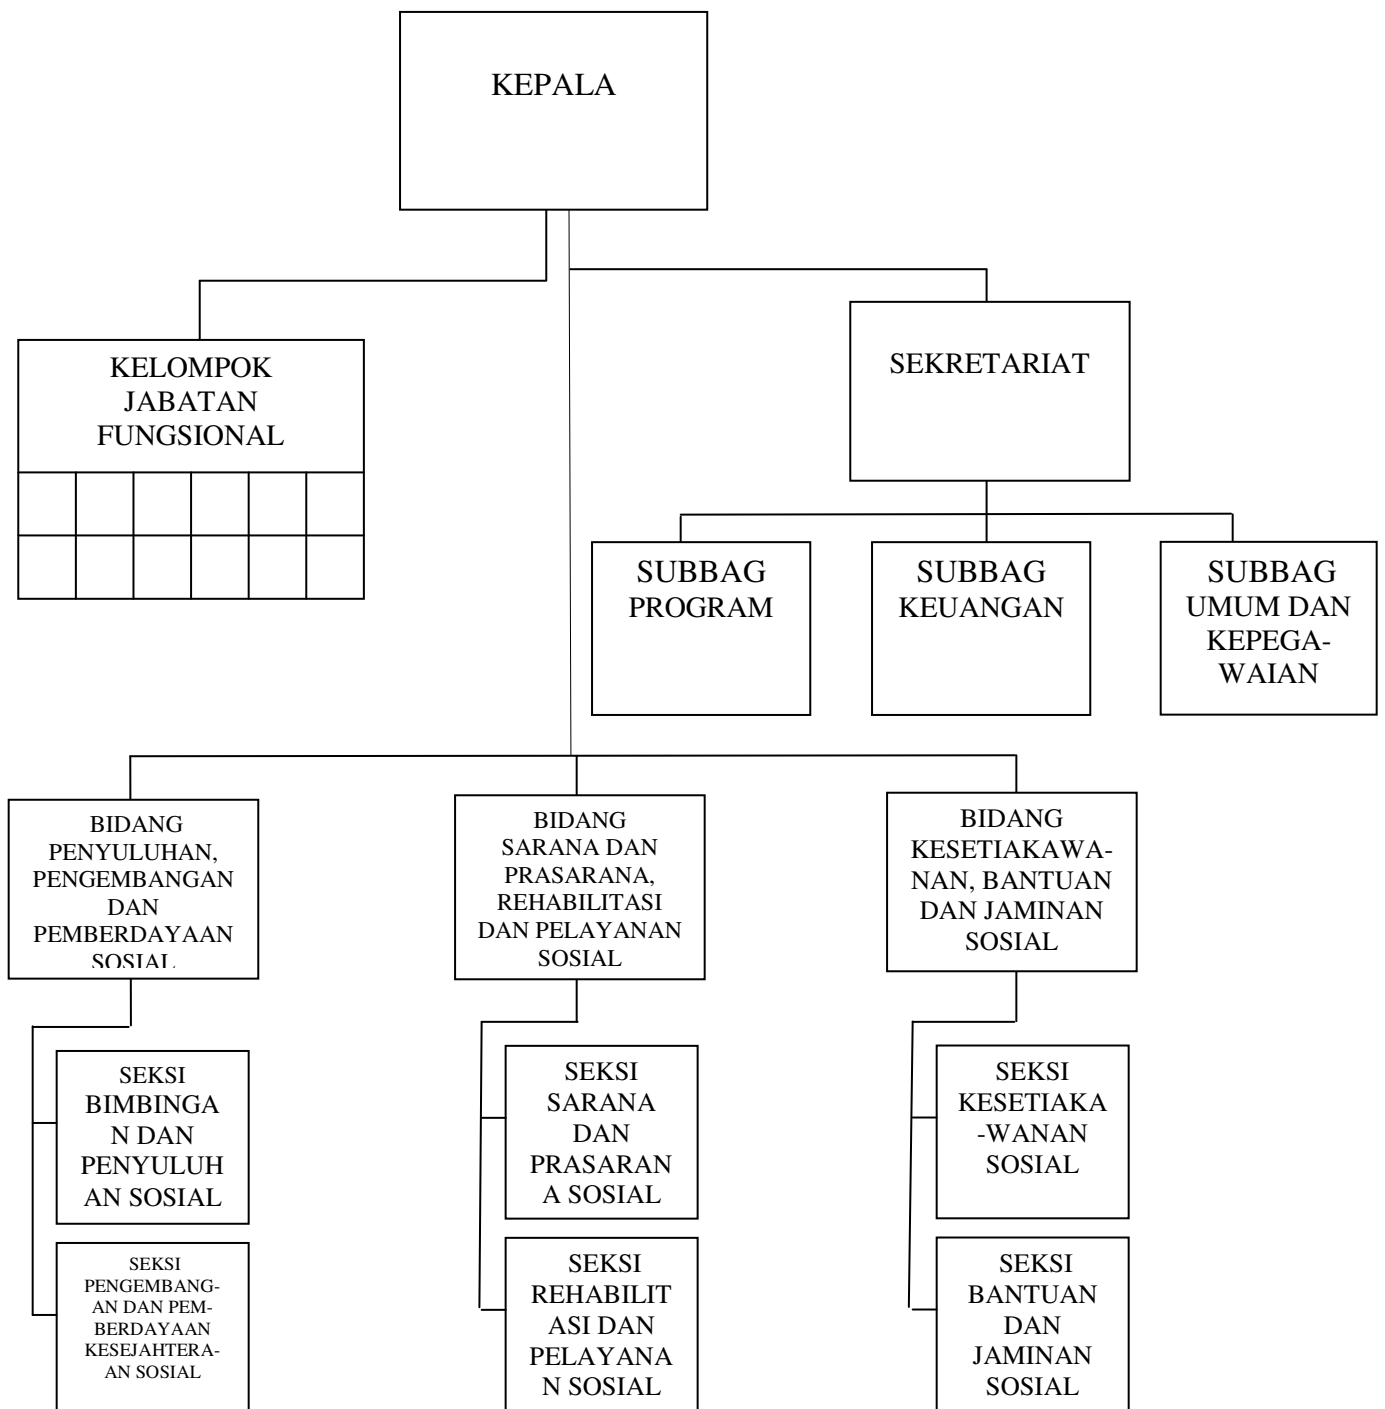 KEPALA
KELOMPOK
JABATAN
FUNGSIONAL
SEKRETARIAT
SUBBAG
PROGRAM
SUBBAG
KEUANGAN
SUBBAG
UMUM DAN
KEPEGA-
WAIAN
BIDANG
PENYULUHAN,
PENGEMBANGAN
DAN
PEMBERDAYAAN
SOSIAL
BIDANG
SARANA DAN
PRASARANA,
REHABILITASI
DAN PELAYANAN
SOSIAL
BIDANG
KESETIAKAWA-
NAN, BANTUAN
DAN JAMINAN
SOSIAL
SEKSI
BIMBINGA
N DAN
PENYULUH
AN SOSIAL
SEKSI
PENGEMBANG-
AN DAN PEM-
BERDAYAAN
KESEJAHTERA-
AN SOSIAL
SEKSI
SARANA
DAN
PRASARAN
A SOSIAL
SEKSI
REHABILIT
ASI DAN
PELAYANA
N SOSIAL
SEKSI
KESETIAKA
-WANAN
SOSIAL
SEKSI
BANTUAN
DAN
JAMINAN
SOSIAL